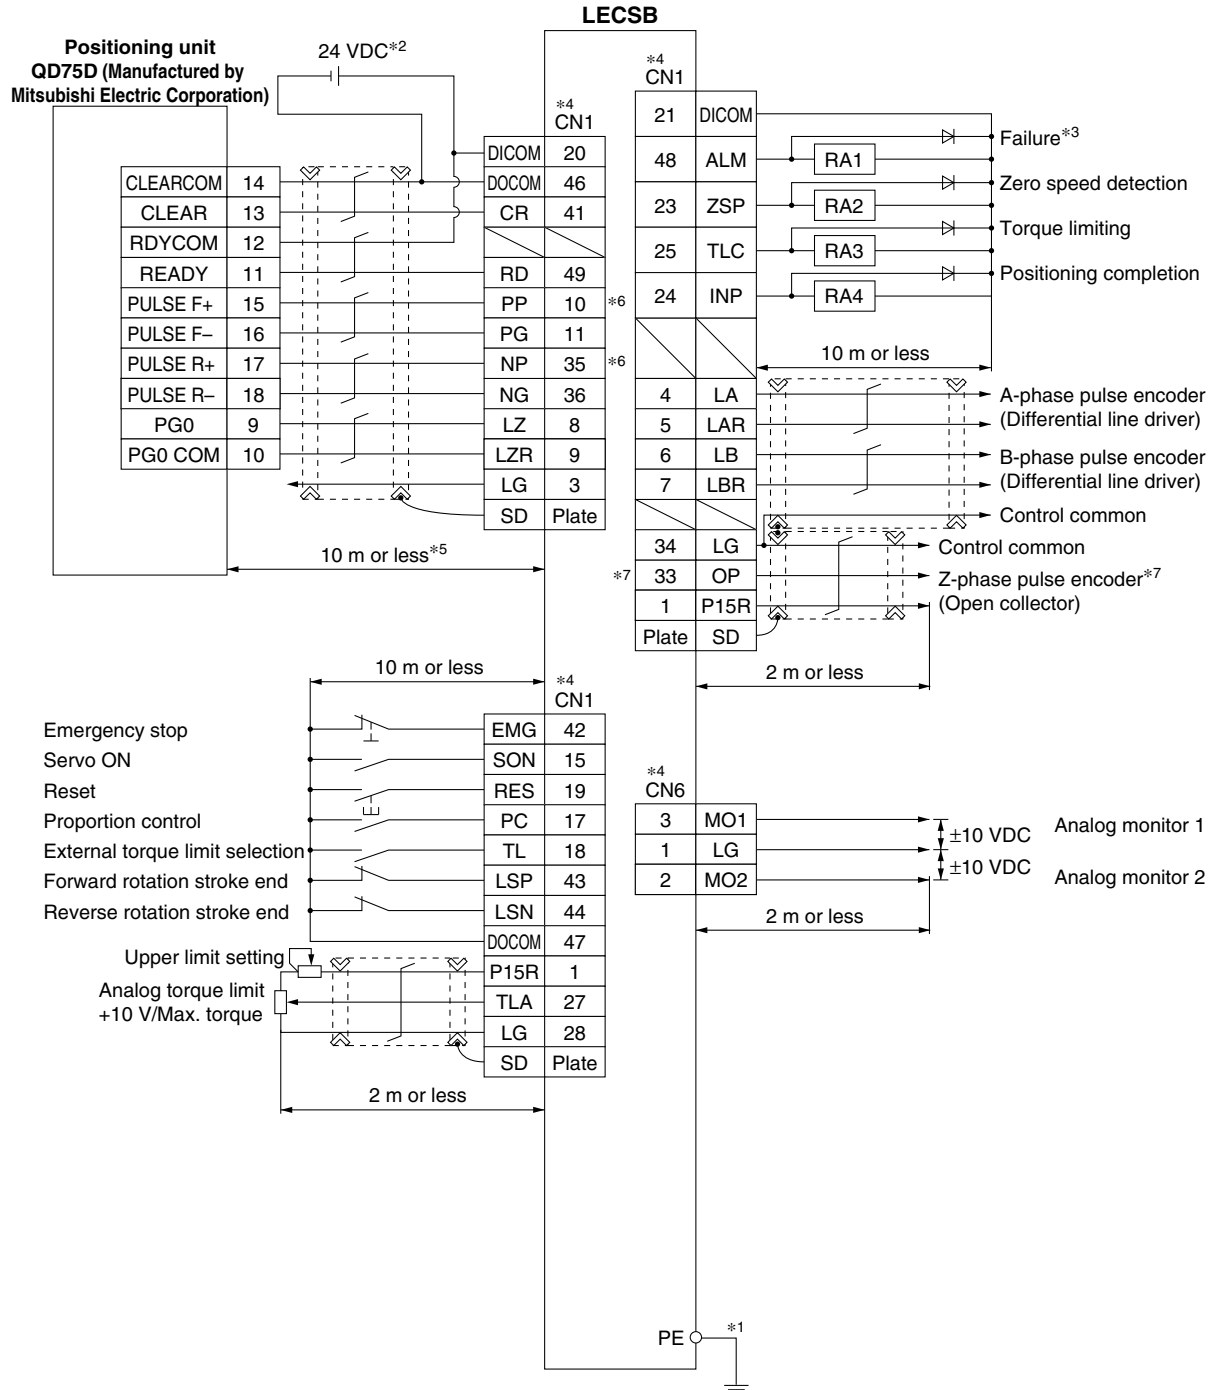 LECSB
Positioning unit
QD75D (Manufactured by
Mitsubishi Electric Corporation)
24 VDC*2
*4
CN1
DICOM 20
CLEARCOM 14 DOCOM 46
CLEAR 13 CR 41
RDYCOM 12
READY 11 RD 49
PULSE F+ 15 PP 10 *6
PULSE F– 16 PG 11
PULSE R+ 17 NP 35 *6
PULSE R– 18 NG 36
PG0 9 LZ 8
PG0 COM 10 LZR 9
LG 3
SD Plate
10 m or less*5
*4
CN1
21 DICOM
48 ALM RA1 Failure*3
23 ZSP RA2 Zero speed detection
25 TLC RA3 Torque limiting
24 INP RA4 Positioning completion
10 m or less
4 LA A-phase pulse encoder
5 LAR (Differential line driver)
6 LB B-phase pulse encoder
7 LBR (Differential line driver)
Control common
34 LG Control common
*7 33 OP Z-phase pulse encoder*7
1 P15R (Open collector)
Plate SD
2 m or less
10 m or less
*4
CN1
Emergency stop EMG 42
Servo ON SON 15
Reset RES 19
Proportion control PC 17
External torque limit selection TL 18
Forward rotation stroke end LSP 43
Reverse rotation stroke end LSN 44
DOCOM 47
Upper limit setting P15R 1
Analog torque limit
+10 V/Max. torque TLA 27
LG 28
SD Plate
2 m or less
*4
CN6
3 MO1 ±10 VDC Analog monitor 1
1 LG
2 MO2 ±10 VDC Analog monitor 2
2 m or less
PE *1